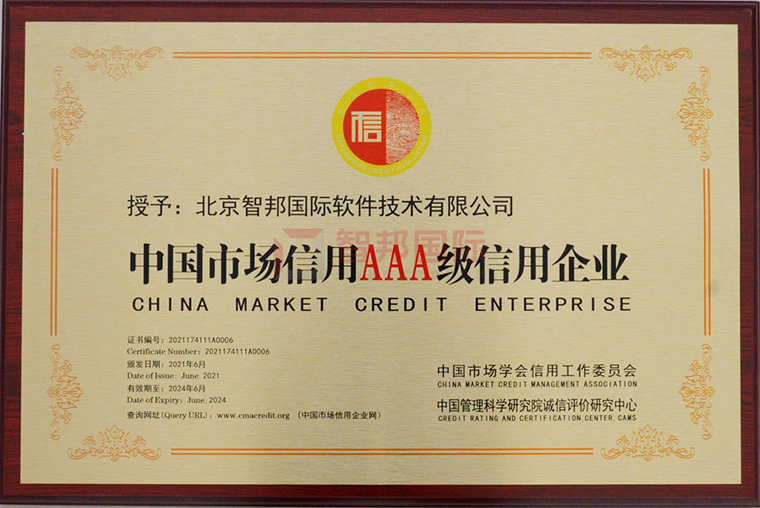 信
授予：北京智邦国际软件技术有限公司
智邦国际
中国市场信用AAA级信用企业
CHINA MARKET CREDIT ENTERPRISE
证书编号：2021174111A0006
Certificate Number：2021174111A0006
颁发日期：2021年6月
Date of Issue：June. 2021
有效期至：2024年6月
Date of Expiry：June. 2024
查询网址(Query URL)：www.cmacredit.org （中国市场信用企业网）
中国市场学会信用工作委员会
CHINA MARKET CREDIT MANAGEMENT ASSOCIATION
中国管理科学研究院诚信评价研究中心
CREDIT RATING AND CERTIFICATION CENTER, CAMS